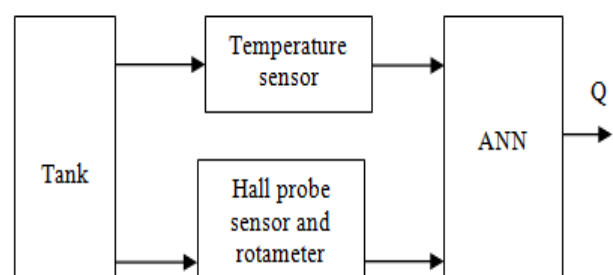 Temperature
sensor
Q
ANN
Tank
Hall probe
sensor and
rotameter